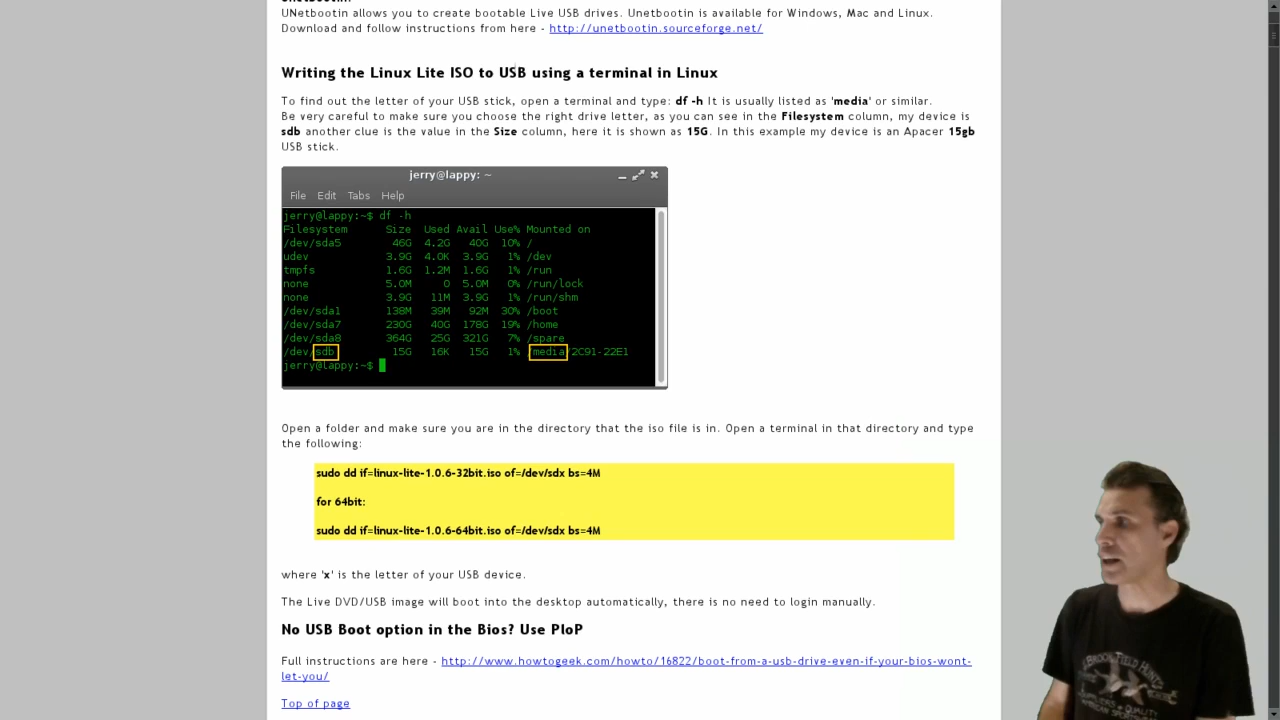 UNetbootin allows you to create bootable Live USB drives. Unetbootin is available for Windows, Mac and Linux.
Download and follow instructions from here - http://unetbootin.sourceforge.net/
Writing the Linux Lite ISO to USB using a terminal in Linux
To find out the letter of your USB stick, open a terminal and type: df -h It is usually listed as 'media' or similar.
Be very careful to make sure you choose the right drive letter, as you can see in the Filesystem column, my device is
sdb another clue is the value in the Size column, here it is shown as 15G. In this example my device is an Apacer 15gb
USB stick.
jerry@lappy: ~
File Edit Tabs Help
jerry@lappy:~$ df -h
Filesystem Size Used Avail Use% Mounted on
/dev/sda5 46G 4.2G 40G 10% /
udev 3.9G 4.0K 3.9G 1% /dev
tmpfs 1.6G 1.2M 1.6G 1% /run
none 5.0M 0 5.0M 0% /run/lock
none 3.9G 11M 3.9G 1% /run/shm
/dev/sda1 138M 39M 92M 30% /boot
/dev/sda7 230G 40G 178G 19% /home
/dev/sda8 364G 25G 321G 7% /spare
/dev/sdb 15G 16K 15G 1% /media/2C91-22E1
jerry@lappy:~$
Open a folder and make sure you are in the directory that the iso file is in. Open a terminal in that directory and type
the following:
sudo dd if=linux-lite-1.0.6-32bit.iso of=/dev/sdx bs=4M
for 64bit:
sudo dd if=linux-lite-1.0.6-64bit.iso of=/dev/sdx bs=4M
where 'x' is the letter of your USB device.
The Live DVD/USB image will boot into the desktop automatically, there is no need to login manually.
No USB Boot option in the Bios? Use PloP
Full instructions are here - http://www.howtogeek.com/howto/16822/boot-from-a-usb-drive-even-if-your-bios-wont-
let-you/
Top of page